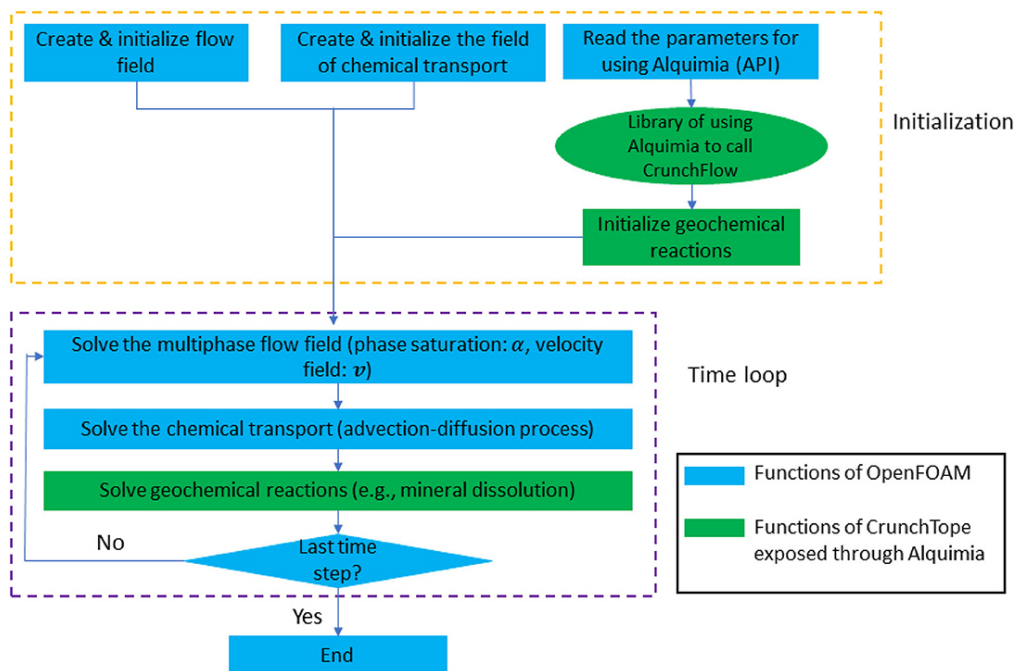 Create & initialize flow
field
Create & initialize the field
of chemical transport
Read the parameters for
using Alquimia (API)
Library of using
Alquimia to call
CrunchFlow
Initialize geochemical
reactions
Initialization
Solve the multiphase flow field (phase saturation: α, velocity
field: v)
Solve the chemical transport (advection-diffusion process)
Solve geochemical reactions (e.g., mineral dissolution)
Last time
step?
No
Yes
End
Time loop
Functions of OpenFOAM
Functions of CrunchTope
exposed through Alquimia